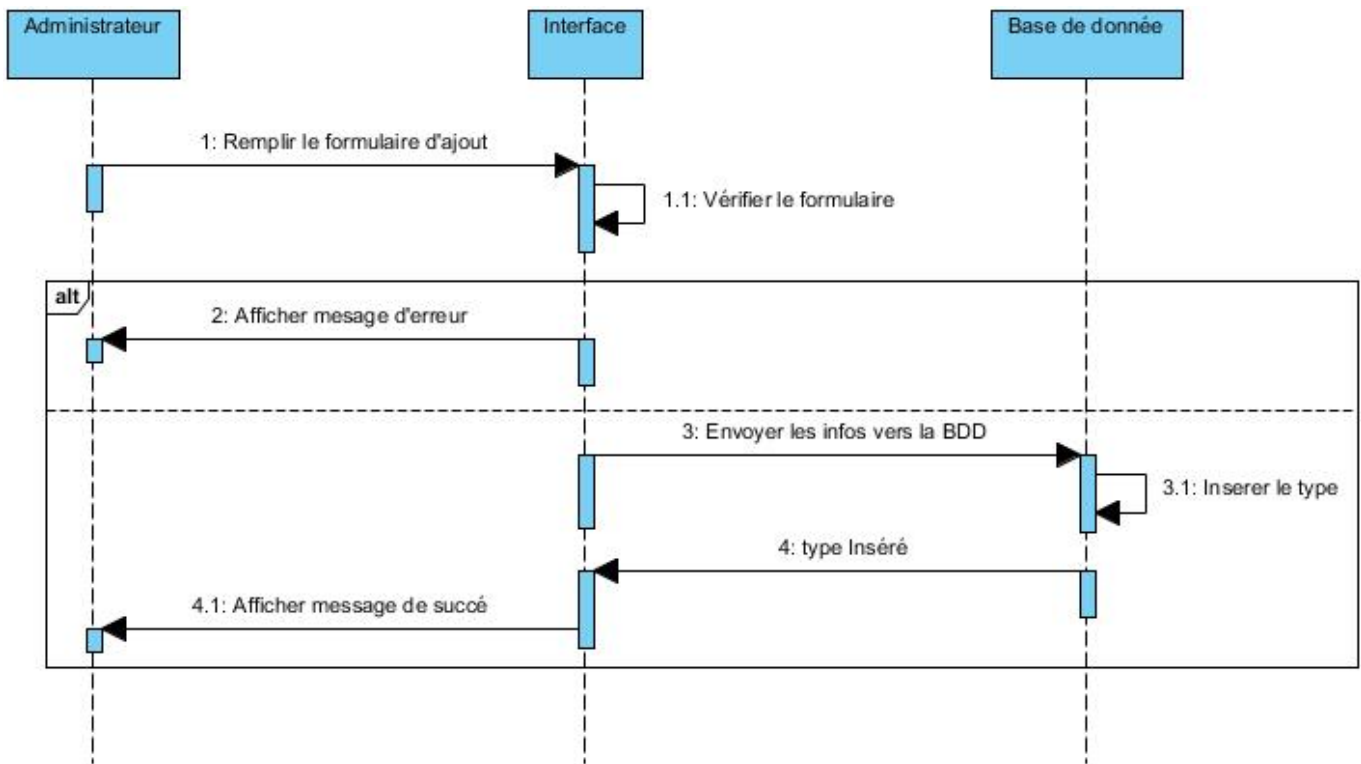 Administrateur
Interface
Base de donnée
1: Remplir le formulaire d'ajout
1.1: Vérifier le formulaire
alt
2: Afficher mesage d'erreur
3: Envoyer les infos vers la BDD
3.1: Inserer le type
4: type Inséré
4.1: Afficher message de succé